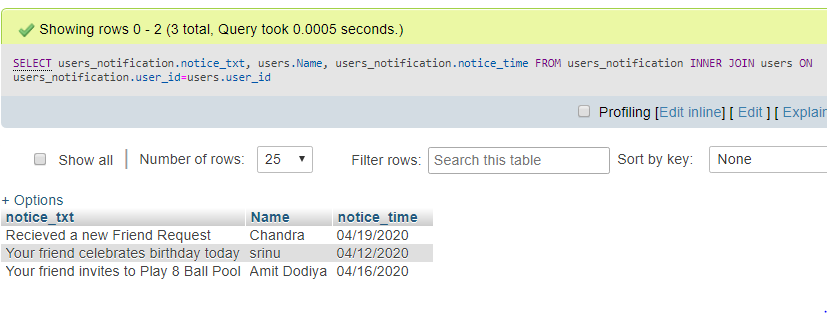 Showing rows 0 - 2 (3 total, Query took 0.0005 seconds.)
SELECT users_notification.notice_txt, users.Name, users_notification.notice_time FROM users_notification INNER JOIN users ON
users_notification.user_id=users.user_id
Profiling [Edit inline] [ Edit ] [ Explain
Show all | Number of rows: 25 Filter rows: Search this table Sort by key: None
+ Options
notice_txt Name notice_time
Recieved a new Friend Request Chandra 04/19/2020
Your friend celebrates birthday today srinu 04/12/2020
Your friend invites to Play 8 Ball Pool Amit Dodiya 04/16/2020